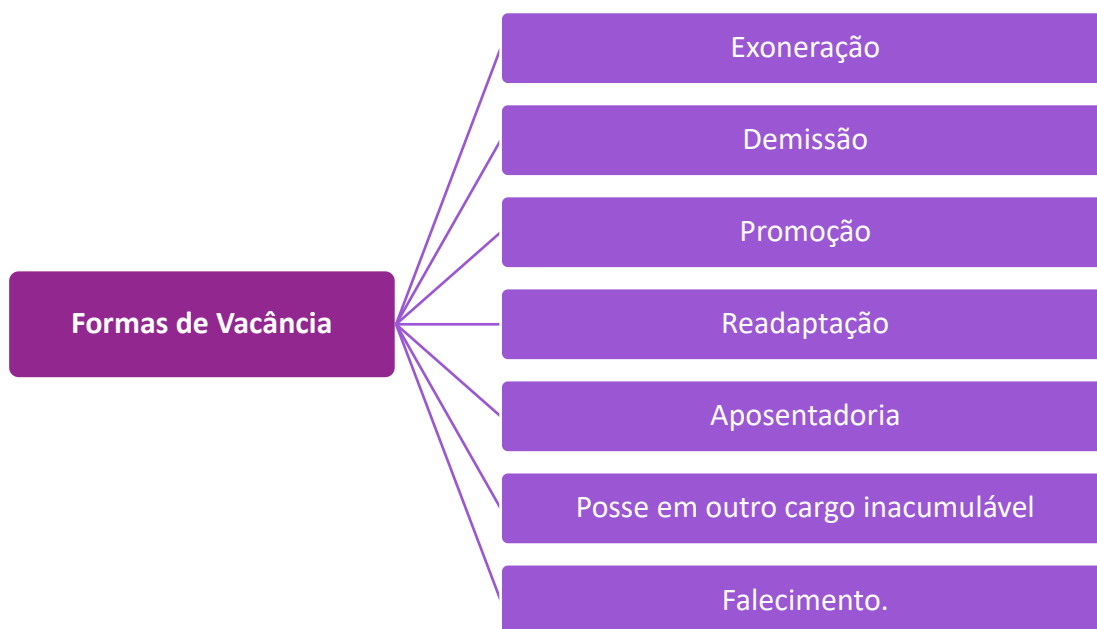 Formas de Vacância
Exoneração
Demissão
Promoção
Readaptação
Aposentadoria
Posse em outro cargo inacumulável
Falecimento.